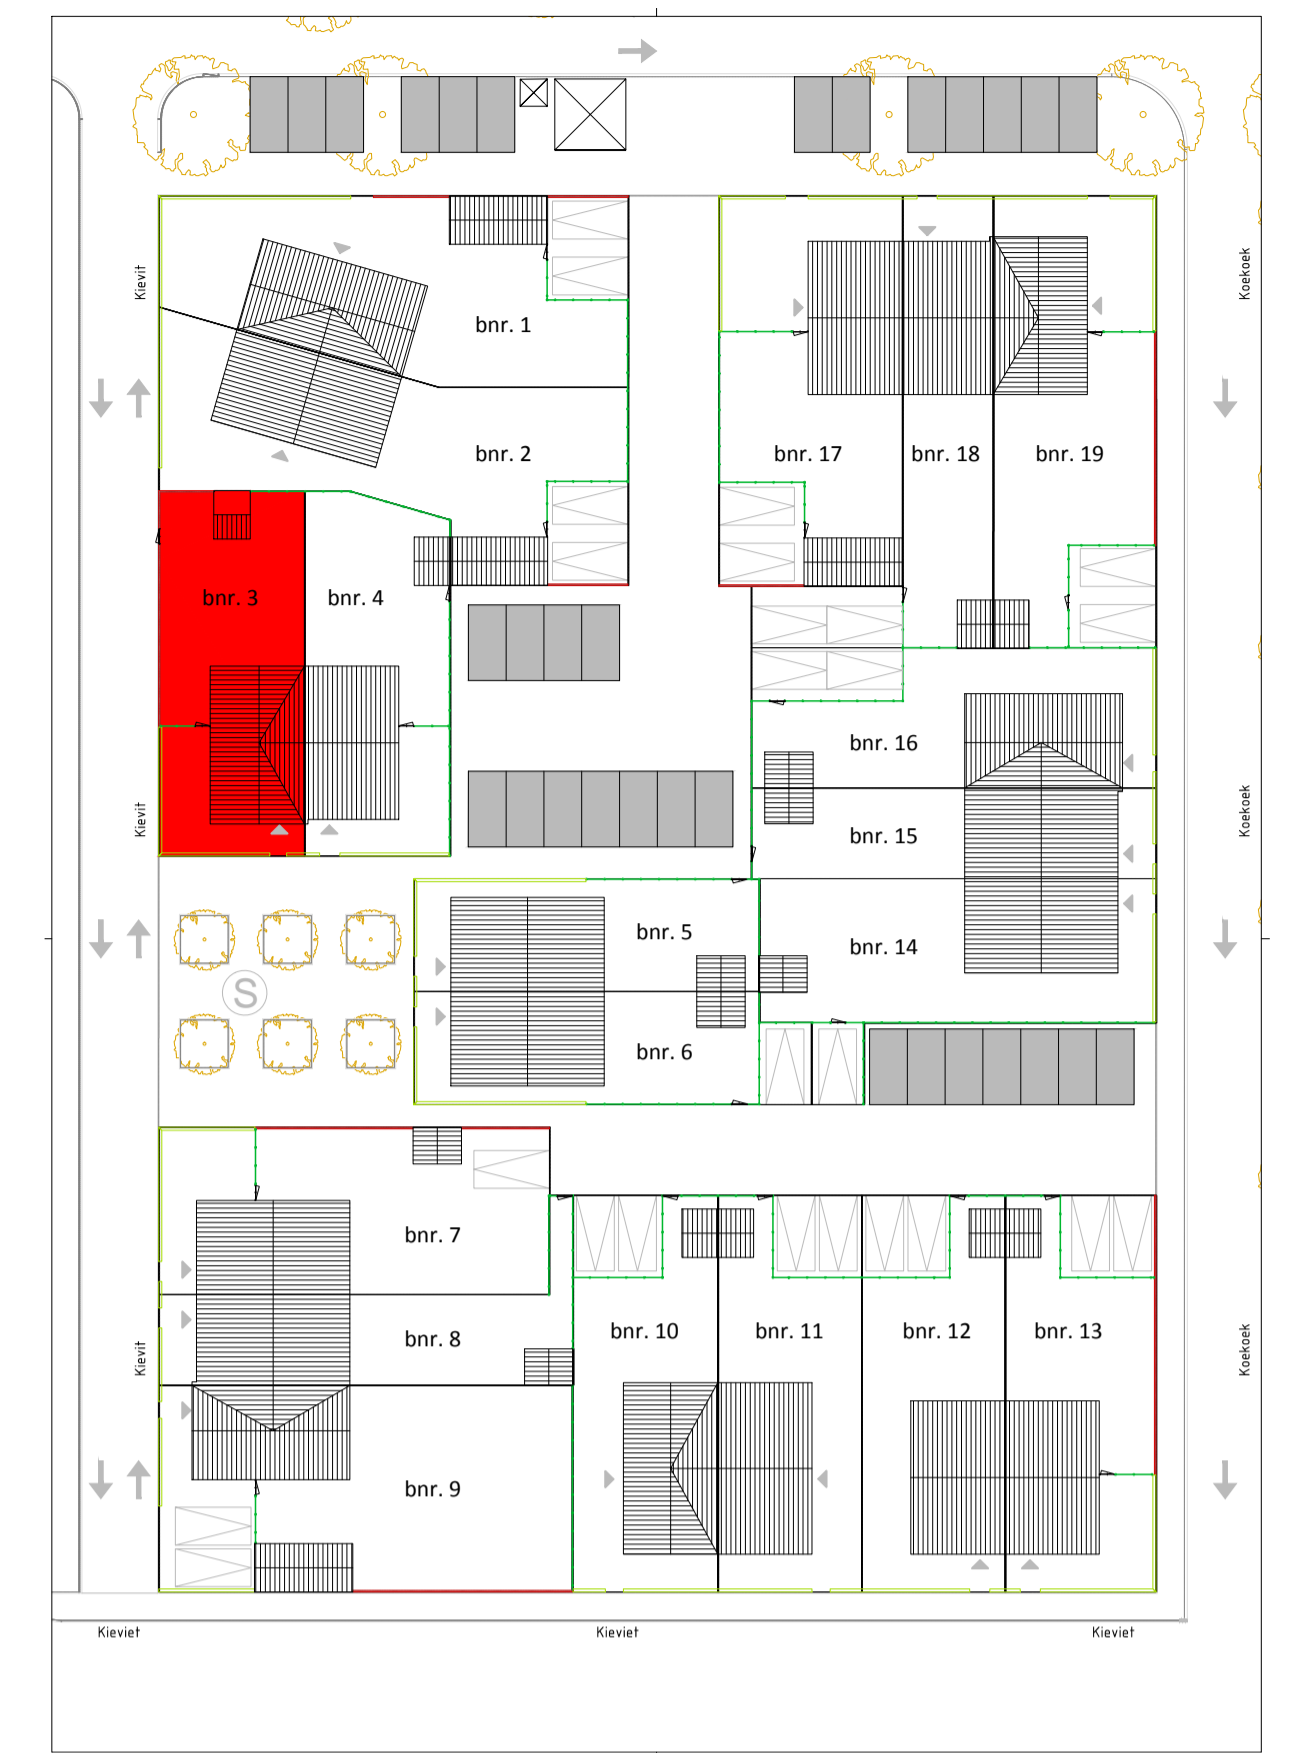 Kievit
Koekoek
bnr. 1
bnr. 2
bnr. 17
bnr. 18
bnr. 19
bnr. 3
bnr. 4
bnr. 16
Kievit
Koekoek
bnr. 15
bnr. 5
bnr. 14
S
bnr. 6
bnr. 7
bnr. 8
Kievit
Koekoek
bnr. 10
bnr. 11
bnr. 12
bnr. 13
bnr. 9
Kieviet
Kieviet
Kieviet